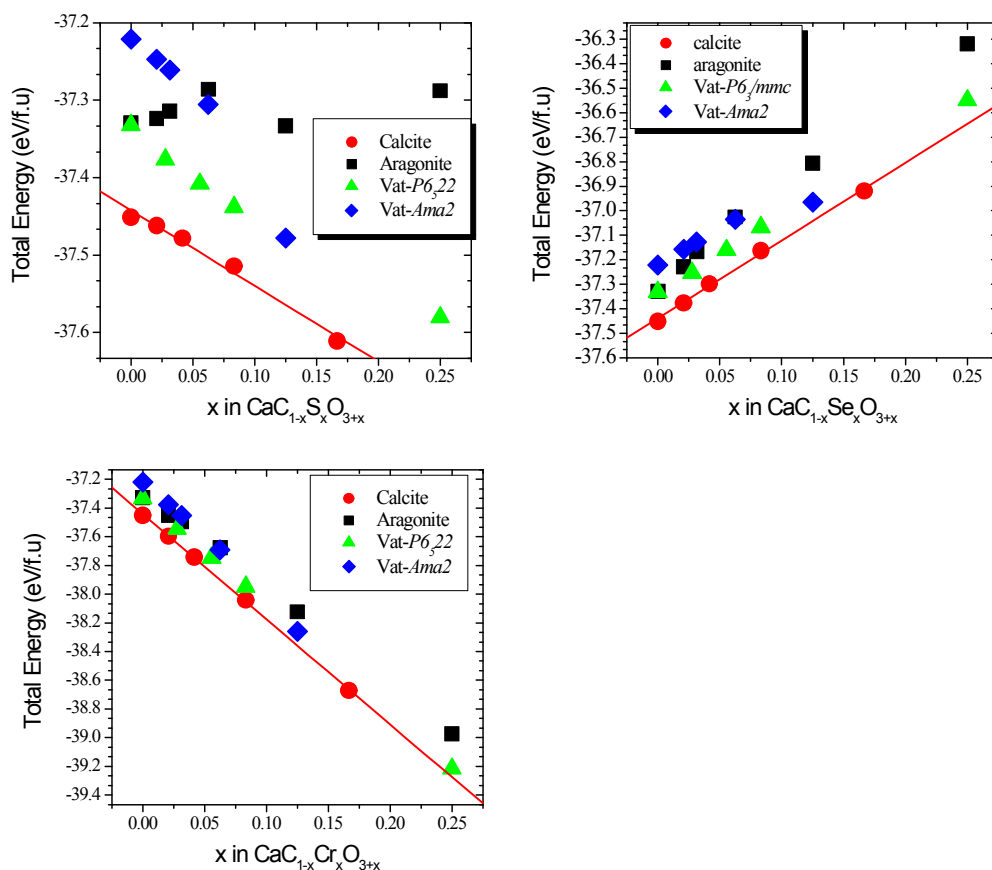 -37.2
-37.3
-37.4
-37.5
-37.6
Total Energy (eV/f.u)
Calcite
Aragonite
Vat-P6₅22
Vat-Ama2
0.00 0.05 0.10 0.15 0.20 0.25
x in CaC₁₋ₓSₓO₃₊ₓ
-36.3
-36.4
-36.5
-36.6
-36.7
-36.8
-36.9
-37.0
-37.1
-37.2
-37.3
-37.4
-37.5
-37.6
Total Energy (eV/f.u)
calcite
aragonite
Vat-P6₃/mmc
Vat-Ama2
0.00 0.05 0.10 0.15 0.20 0.25
x in CaC₁₋ₓSeₓO₃₊ₓ
-37.2
-37.4
-37.6
-37.8
-38.0
-38.2
-38.4
-38.6
-38.8
-39.0
-39.2
-39.4
Total Energy (eV/f.u)
Calcite
Aragonite
Vat-P6₅22
Vat-Ama2
0.00 0.05 0.10 0.15 0.20 0.25
x in CaC₁₋ₓCrₓO₃₊ₓ